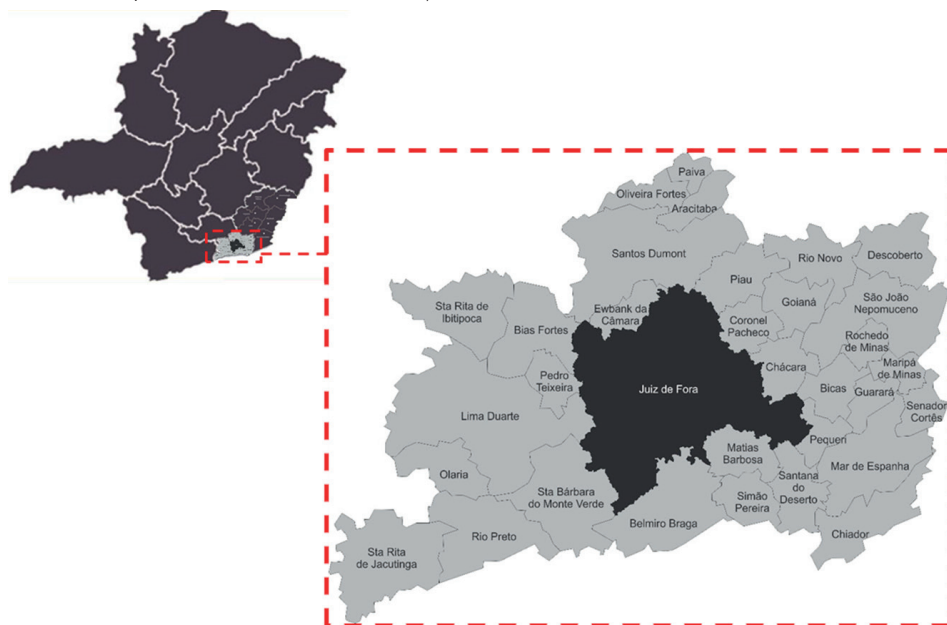 Paiva
Oliveira Fortes
Aracitaba
Santos Dumont
Rio Novo
Descoberto
Piau
Goianá
São João
Nepomuceno
Sta Rita de
Ibitipoca
Bias Fortes
Ewbank da
Câmara
Coronel
Pacheco
Rochedo
de Minas
Maripá
de Minas
Chácara
Pedro
Teixeira
Juiz de Fora
Bicas
Guarará
Senador
Cortês
Lima Duarte
Pequeri
Matias
Barbosa
Mar de Espanha
Olaria
Santana
do
Deserto
Sta Bárbara
do Monte Verde
Simão
Pereira
Belmiro Braga
Chiador
Rio Preto
Sta Rita
de Jacutinga